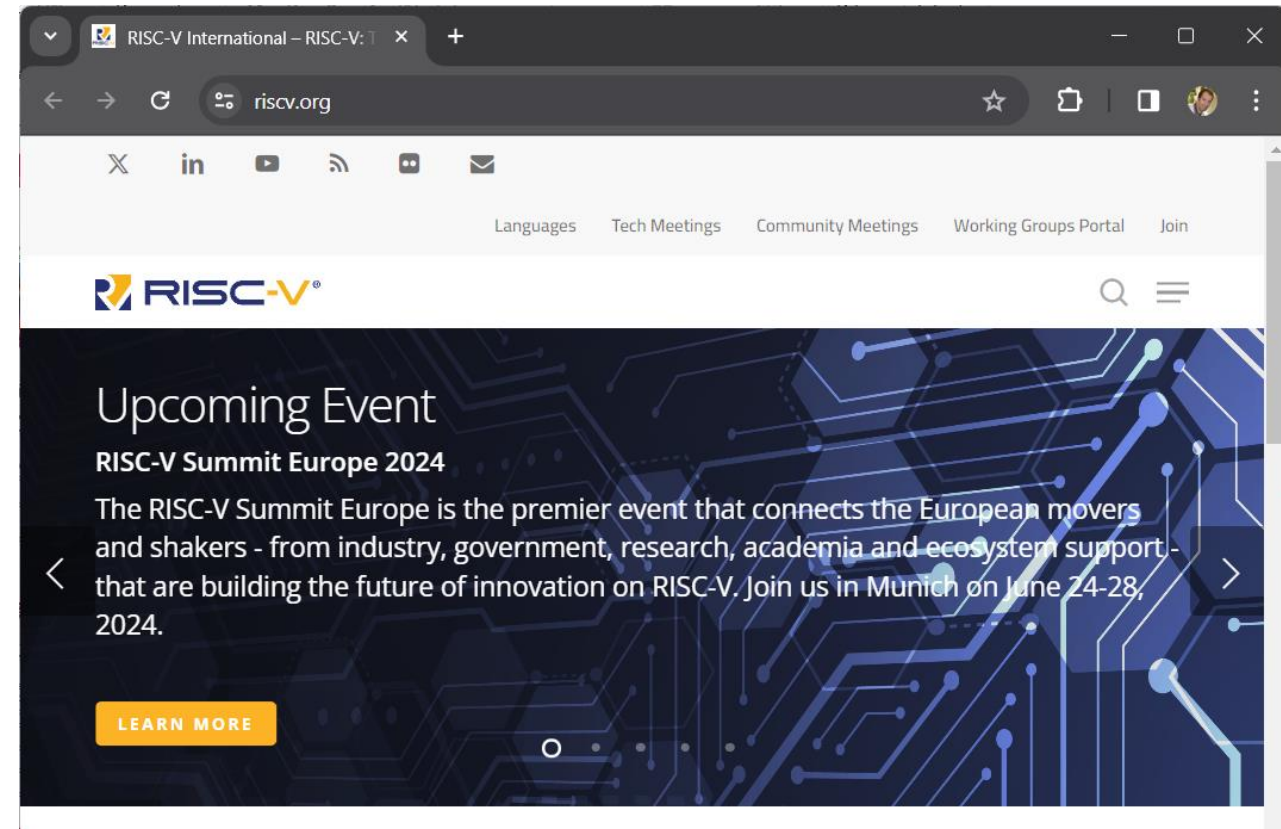 RISC-V International – RISC-V: T
riscv.org
in
Languages Tech Meetings Community Meetings Working Groups Portal Join
RISC-V®
Upcoming Event
RISC-V Summit Europe 2024
The RISC-V Summit Europe is the premier event that connects the European movers
and shakers - from industry, government, research, academia and ecosystem support -
that are building the future of innovation on RISC-V. Join us in Munich on June 24-28,
2024.
LEARN MORE